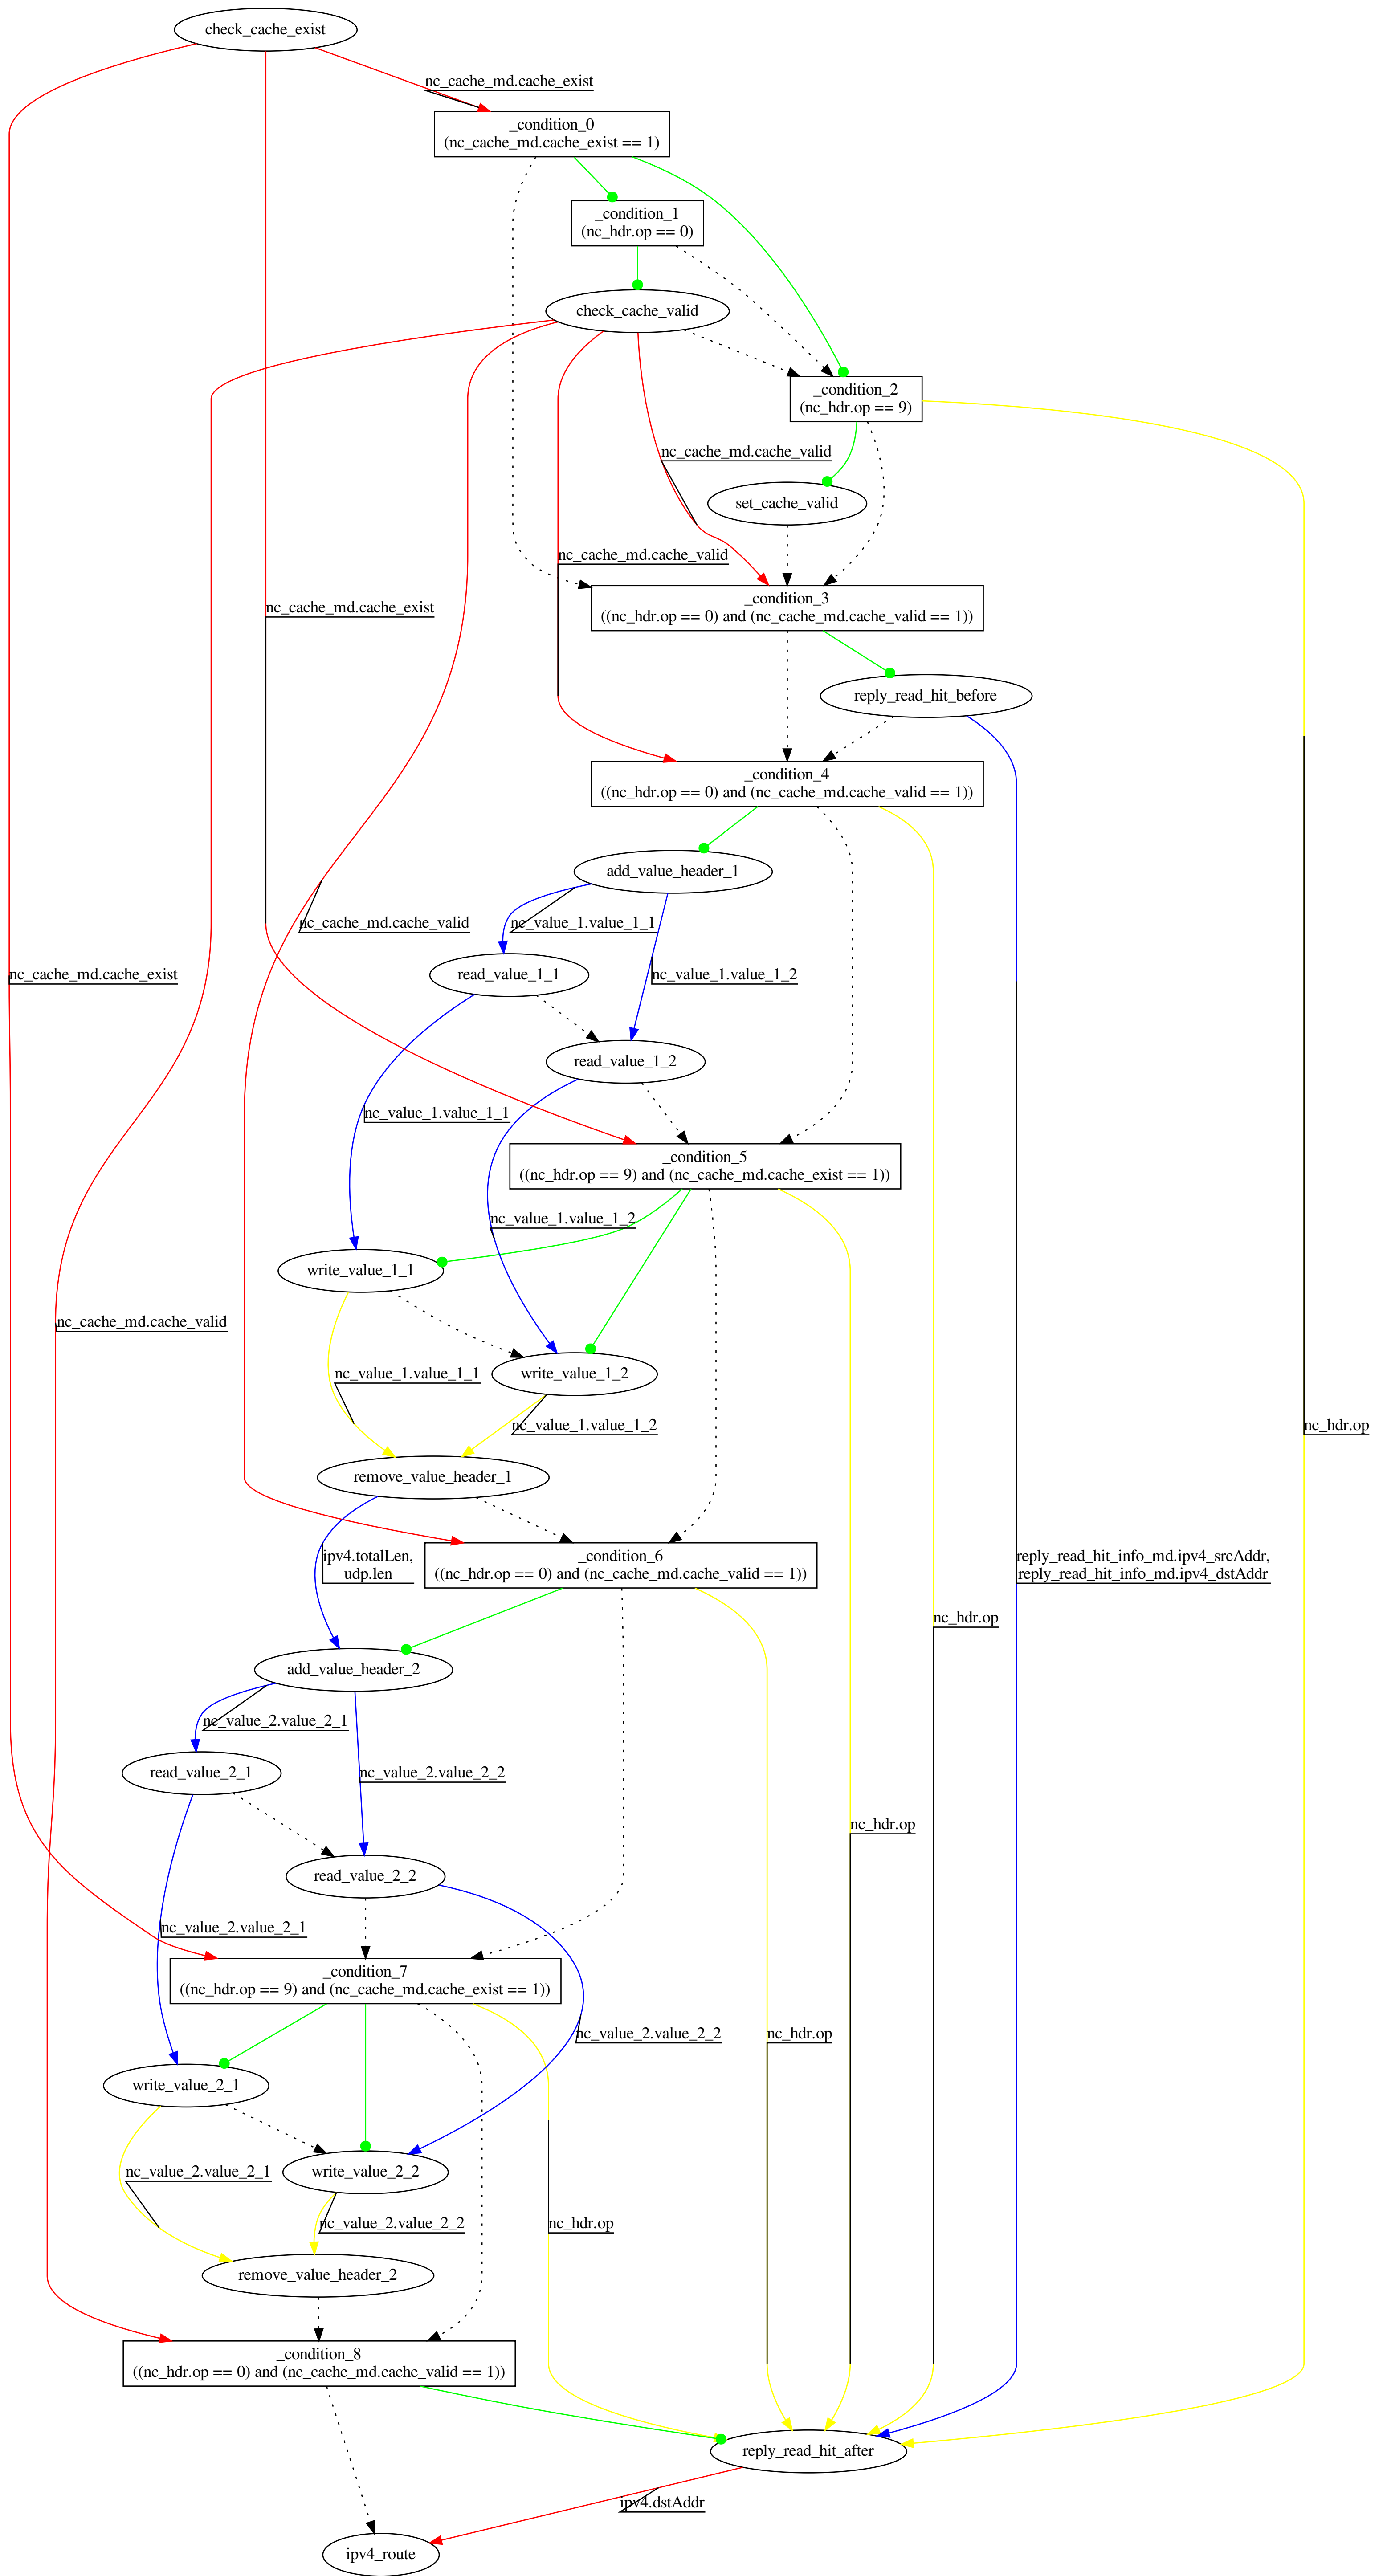 check_cache_exist
nc_cache_md.cache_exist
_condition_0
(nc_cache_md.cache_exist == 1)
_condition_1
(nc_hdr.op == 0)
check_cache_valid
_condition_2
(nc_hdr.op == 9)
nc_cache_md.cache_valid
set_cache_valid
nc_cache_md.cache_valid
nc_cache_md.cache_exist
_condition_3
((nc_hdr.op == 0) and (nc_cache_md.cache_valid == 1))
reply_read_hit_before
_condition_4
((nc_hdr.op == 0) and (nc_cache_md.cache_valid == 1))
add_value_header_1
nc_cache_md.cache_valid
nc_value_1.value_1_1
nc_cache_md.cache_exist
read_value_1_1
nc_value_1.value_1_2
read_value_1_2
nc_value_1.value_1_1
_condition_5
((nc_hdr.op == 9) and (nc_cache_md.cache_exist == 1))
nc_value_1.value_1_2
write_value_1_1
nc_cache_md.cache_valid
nc_value_1.value_1_1
write_value_1_2
nc_value_1.value_1_2
nc_hdr.op
remove_value_header_1
ipv4.totalLen,
udp.len
_condition_6
((nc_hdr.op == 0) and (nc_cache_md.cache_valid == 1))
reply_read_hit_info_md.ipv4_srcAddr,
reply_read_hit_info_md.ipv4_dstAddr
nc_hdr.op
add_value_header_2
nc_value_2.value_2_1
read_value_2_1
nc_value_2.value_2_2
nc_hdr.op
read_value_2_2
nc_value_2.value_2_1
_condition_7
((nc_hdr.op == 9) and (nc_cache_md.cache_exist == 1))
nc_value_2.value_2_2
nc_hdr.op
write_value_2_1
nc_value_2.value_2_1
write_value_2_2
nc_value_2.value_2_2
nc_hdr.op
remove_value_header_2
_condition_8
((nc_hdr.op == 0) and (nc_cache_md.cache_valid == 1))
reply_read_hit_after
ipv4.dstAddr
ipv4_route